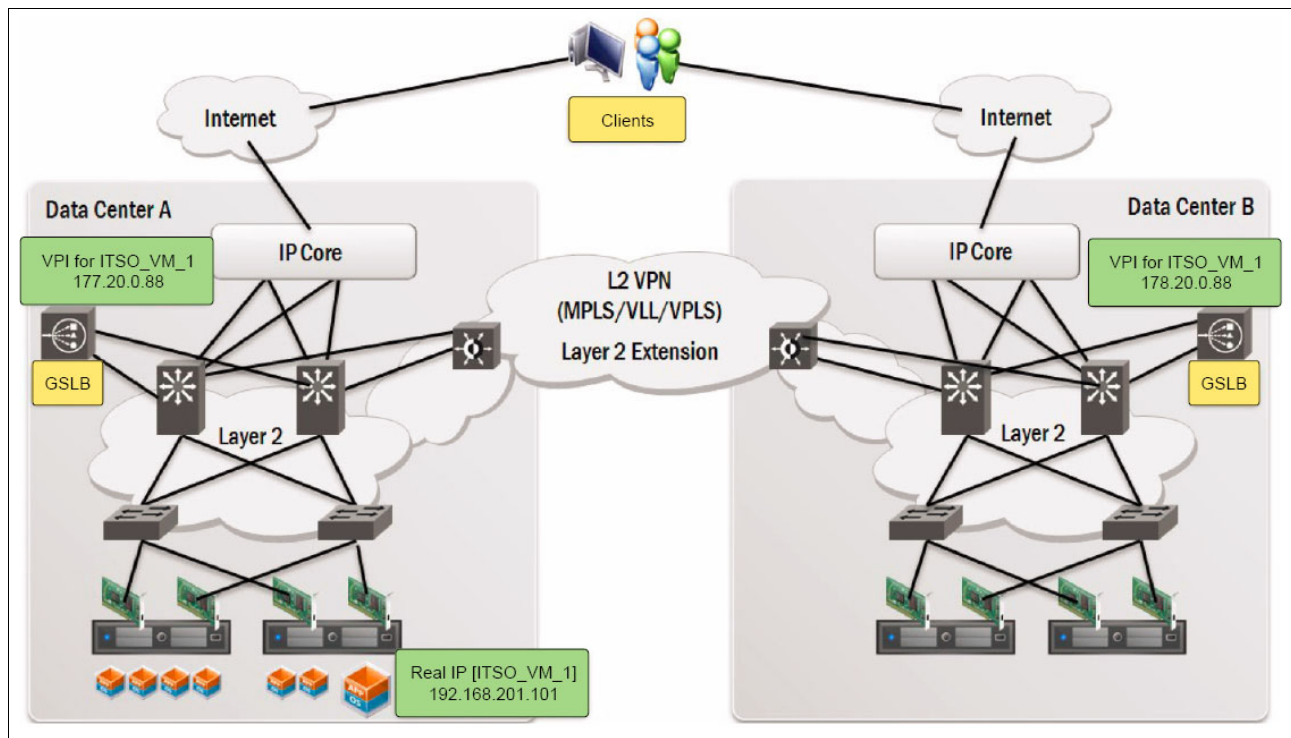 Clients
Internet
Internet
Data Center A
Data Center B
VPI for ITSO_VM_1
177.20.0.88
IP Core
IP Core
VPI for ITSO_VM_1
178.20.0.88
L2 VPN
(MPLS/VLL/VPLS)
Layer 2 Extension
GSLB
GSLB
Layer 2
Layer 2
Real IP [ITSO_VM_1]
192.168.201.101
APP
OS